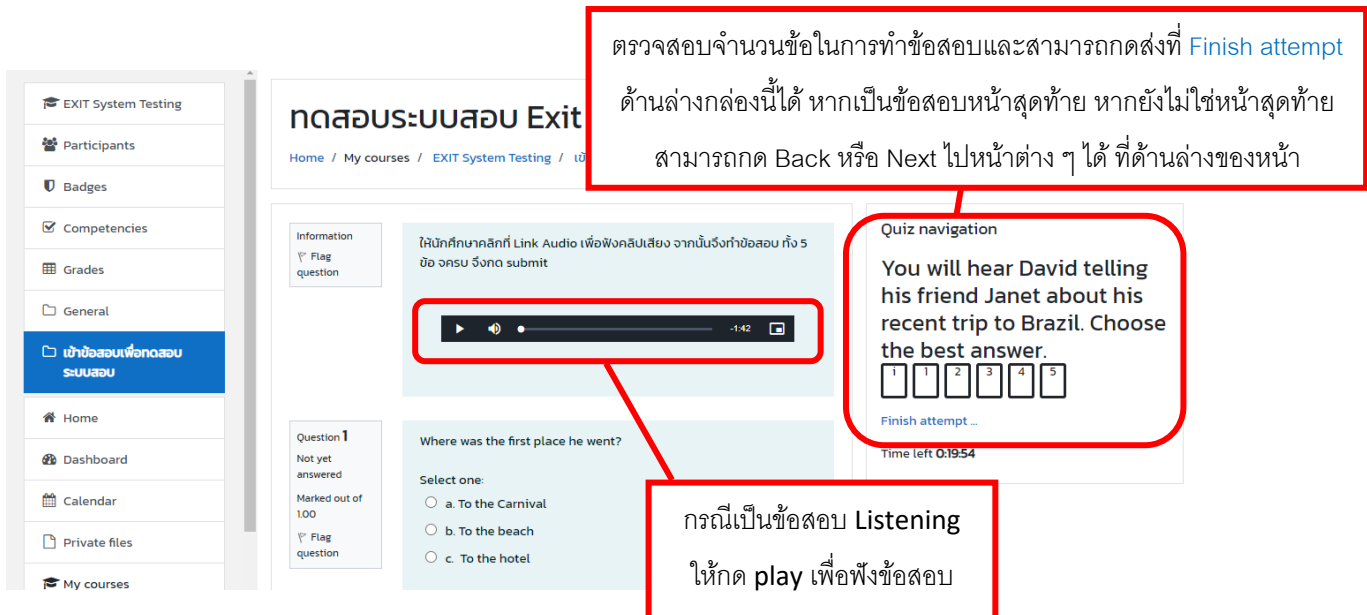 ตรวจสอบจำนวนข้อในการทำข้อสอบและสามารถกดส่งที่ Finish attempt
ด้านล่างกล่องนี้ได้ หากเป็นข้อสอบหน้าสุดท้าย หากยังไม่ใช่หน้าสุดท้าย
สามารถกด Back หรือ Next ไปหน้าต่าง ๆ ได้ ที่ด้านล่างของหน้า
EXIT System Testing
Participants
Badges
Competencies
Grades
General
เข้าข้อสอบเพื่อทดสอบ
ระบบสอบ
Home
Dashboard
Calendar
Private files
My courses
ทดสอบระบบสอบ Exit
Home / My courses / EXIT System Testing /
Information
Flag
question
ให้นักศึกษาคลิกที่ Link Audio เพื่อฟังคลิปเสียง จากนั้นจึงทำข้อสอบ ทั้ง 5
ข้อ จครบ จึงกด submit
-1:42
Question 1
Not yet
answered
Marked out of
1.00
Flag
question
Where was the first place he went?
Select one:
a. To the Carnival
b. To the beach
c. To the hotel
Quiz navigation
You will hear David telling
his friend Janet about his
recent trip to Brazil. Choose
the best answer.
i 1 2 3 4 5
Finish attempt ...
Time left 0:19:54
กรณีเป็นข้อสอบ Listening
ให้กด play เพื่อฟังข้อสอบ